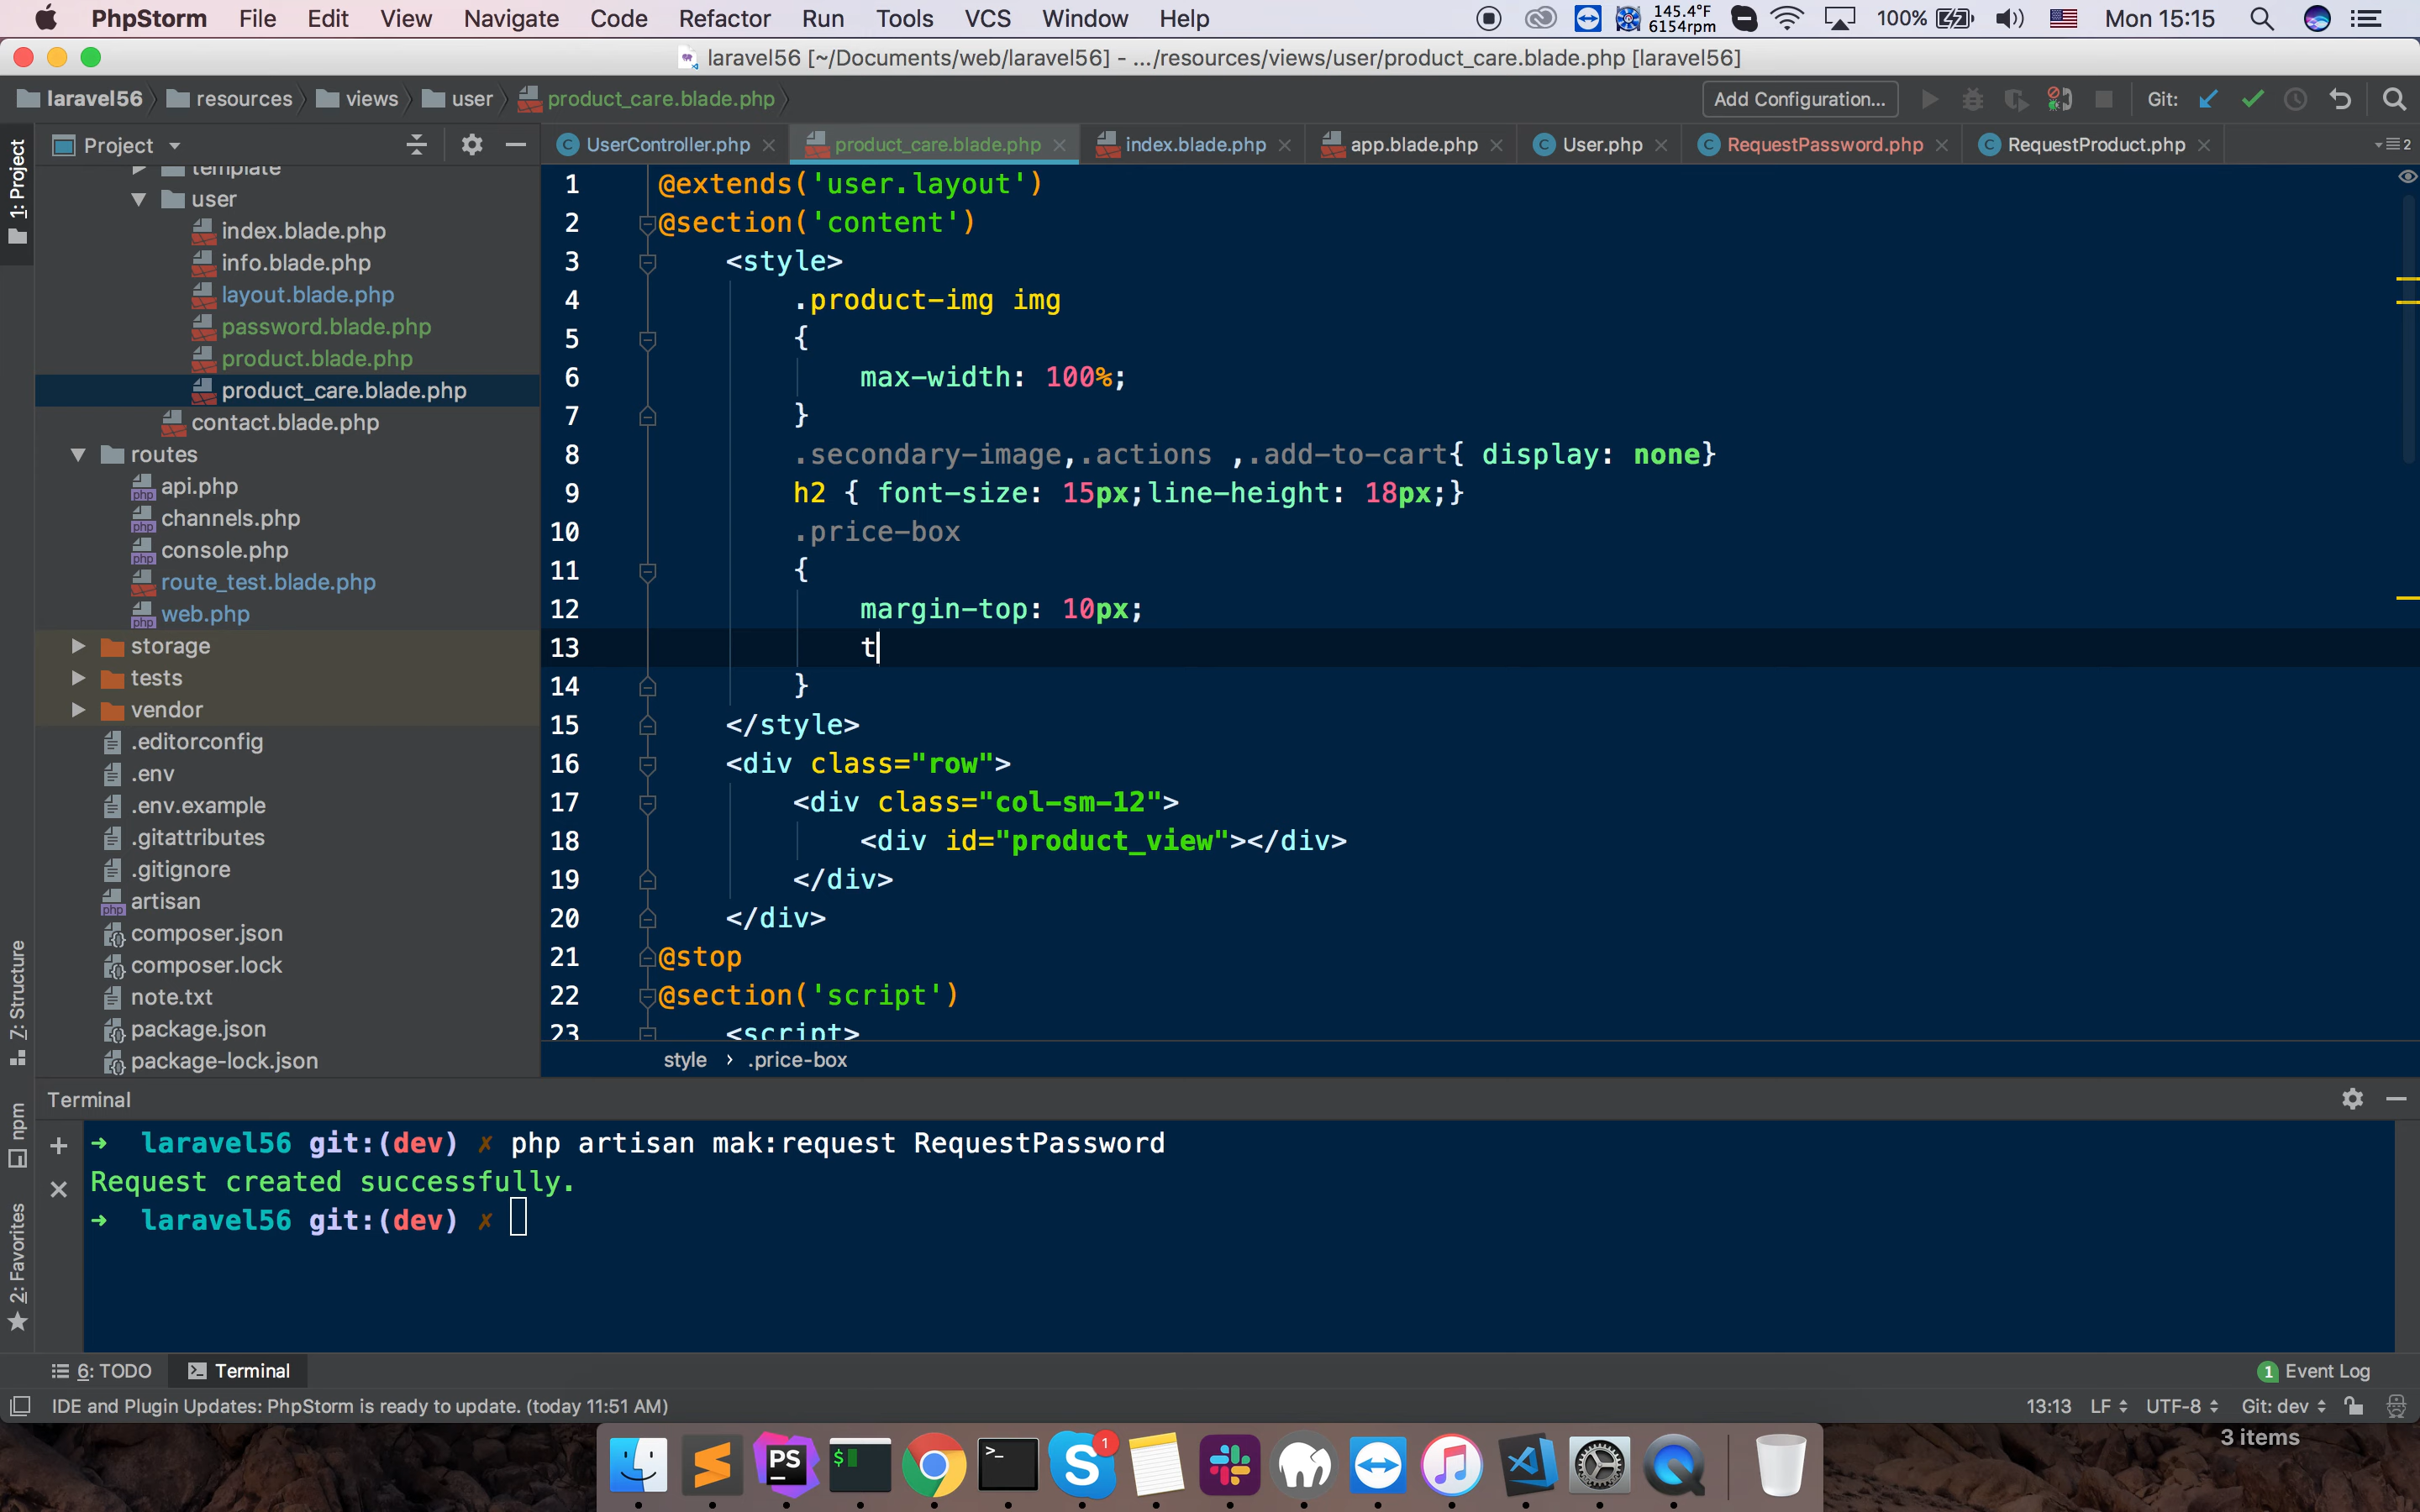 PhpStorm File Edit View Navigate Code Refactor Run Tools VCS Window Help 145.4°F 6154rpm 100% Mon 15:15
laravel56 [~/Documents/web/laravel56] - .../resources/views/user/product_care.blade.php [laravel56]
laravel56 resources views user product_care.blade.php Add Configuration... Git:
Project UserController.php product_care.blade.php index.blade.php app.blade.php User.php RequestPassword.php RequestProduct.php 2
1: Project
template
user
index.blade.php
info.blade.php
layout.blade.php
password.blade.php
product.blade.php
product_care.blade.php
contact.blade.php
routes
api.php
channels.php
console.php
route_test.blade.php
web.php
storage
tests
vendor
.editorconfig
.env
.env.example
.gitattributes
.gitignore
artisan
composer.json
composer.lock
note.txt
package.json
package-lock.json
1 @extends('user.layout')
2 @section('content')
3 <style>
4 .product-img img
5 {
6 max-width: 100%;
7 }
8 .secondary-image,.actions ,.add-to-cart{ display: none}
9 h2 { font-size: 15px;line-height: 18px;}
10 .price-box
11 {
12 margin-top: 10px;
13 t
14 }
15 </style>
16 <div class="row">
17 <div class="col-sm-12">
18 <div id="product_view"></div>
19 </div>
20 </div>
21 @stop
22 @section('script')
23 <script>
style › .price-box
7: Structure
npm
2: Favorites
Terminal
➜ laravel56 git:(dev) ✗ php artisan mak:request RequestPassword
Request created successfully.
➜ laravel56 git:(dev) ✗
6: TODO Terminal 1 Event Log
IDE and Plugin Updates: PhpStorm is ready to update. (today 11:51 AM) 13:13 LF UTF-8 Git: dev
3 items
PS
$
>_
S 1